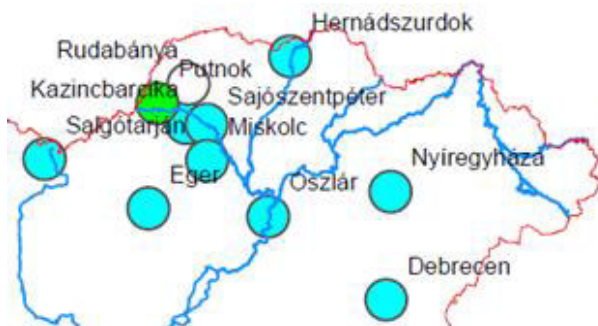 Hernádszurdok
Rudabánya
Putnok
Kazincbarcika
Sajószentpéter
Salgótarján
Miskolc
Nyíregyháza
Eger
Oszlár
Debrecen